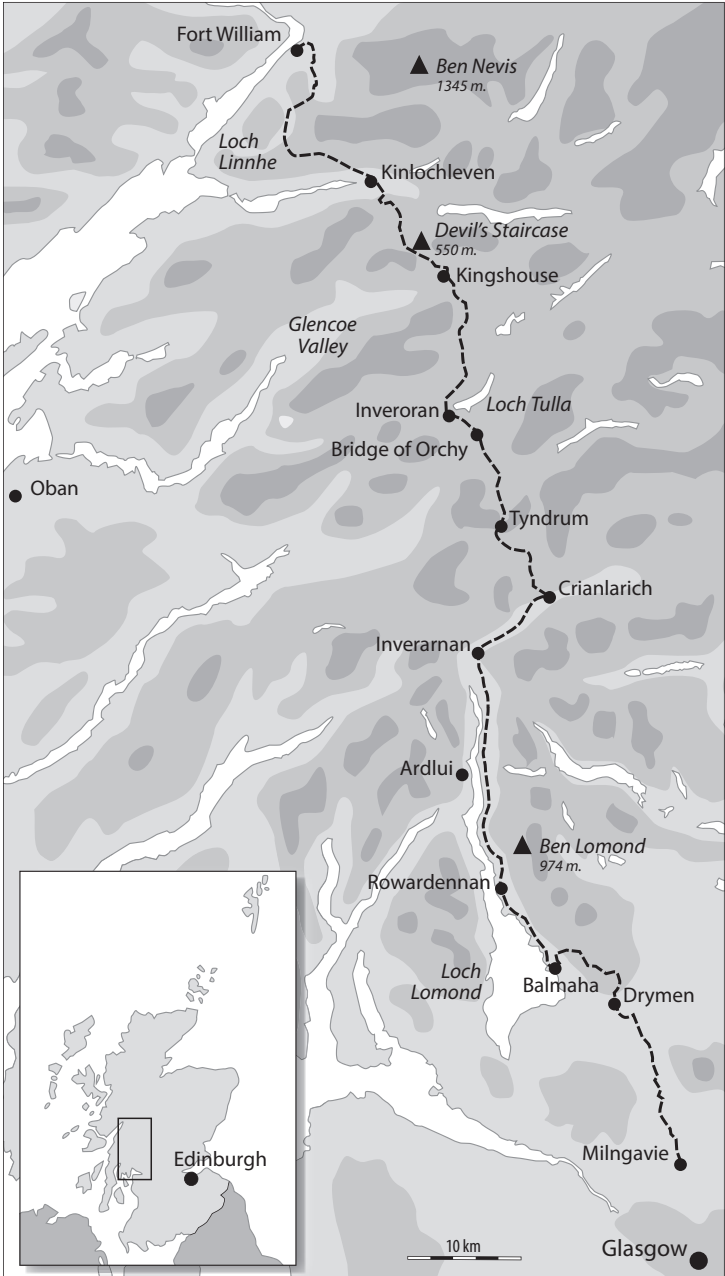 Fort William
Ben Nevis
1345 m.
Loch
Linnhe
Kinlochleven
Devil's Staircase
550 m.
Kingshouse
Glencoe
Valley
Inveroran
Loch Tulla
Bridge of Orchy
Oban
Tyndrum
Crianlarich
Inverarnan
Ardlui
Ben Lomond
974 m.
Rowardennan
Loch
Lomond
Balmaha
Drymen
Edinburgh
Milngavie
10 km
Glasgow